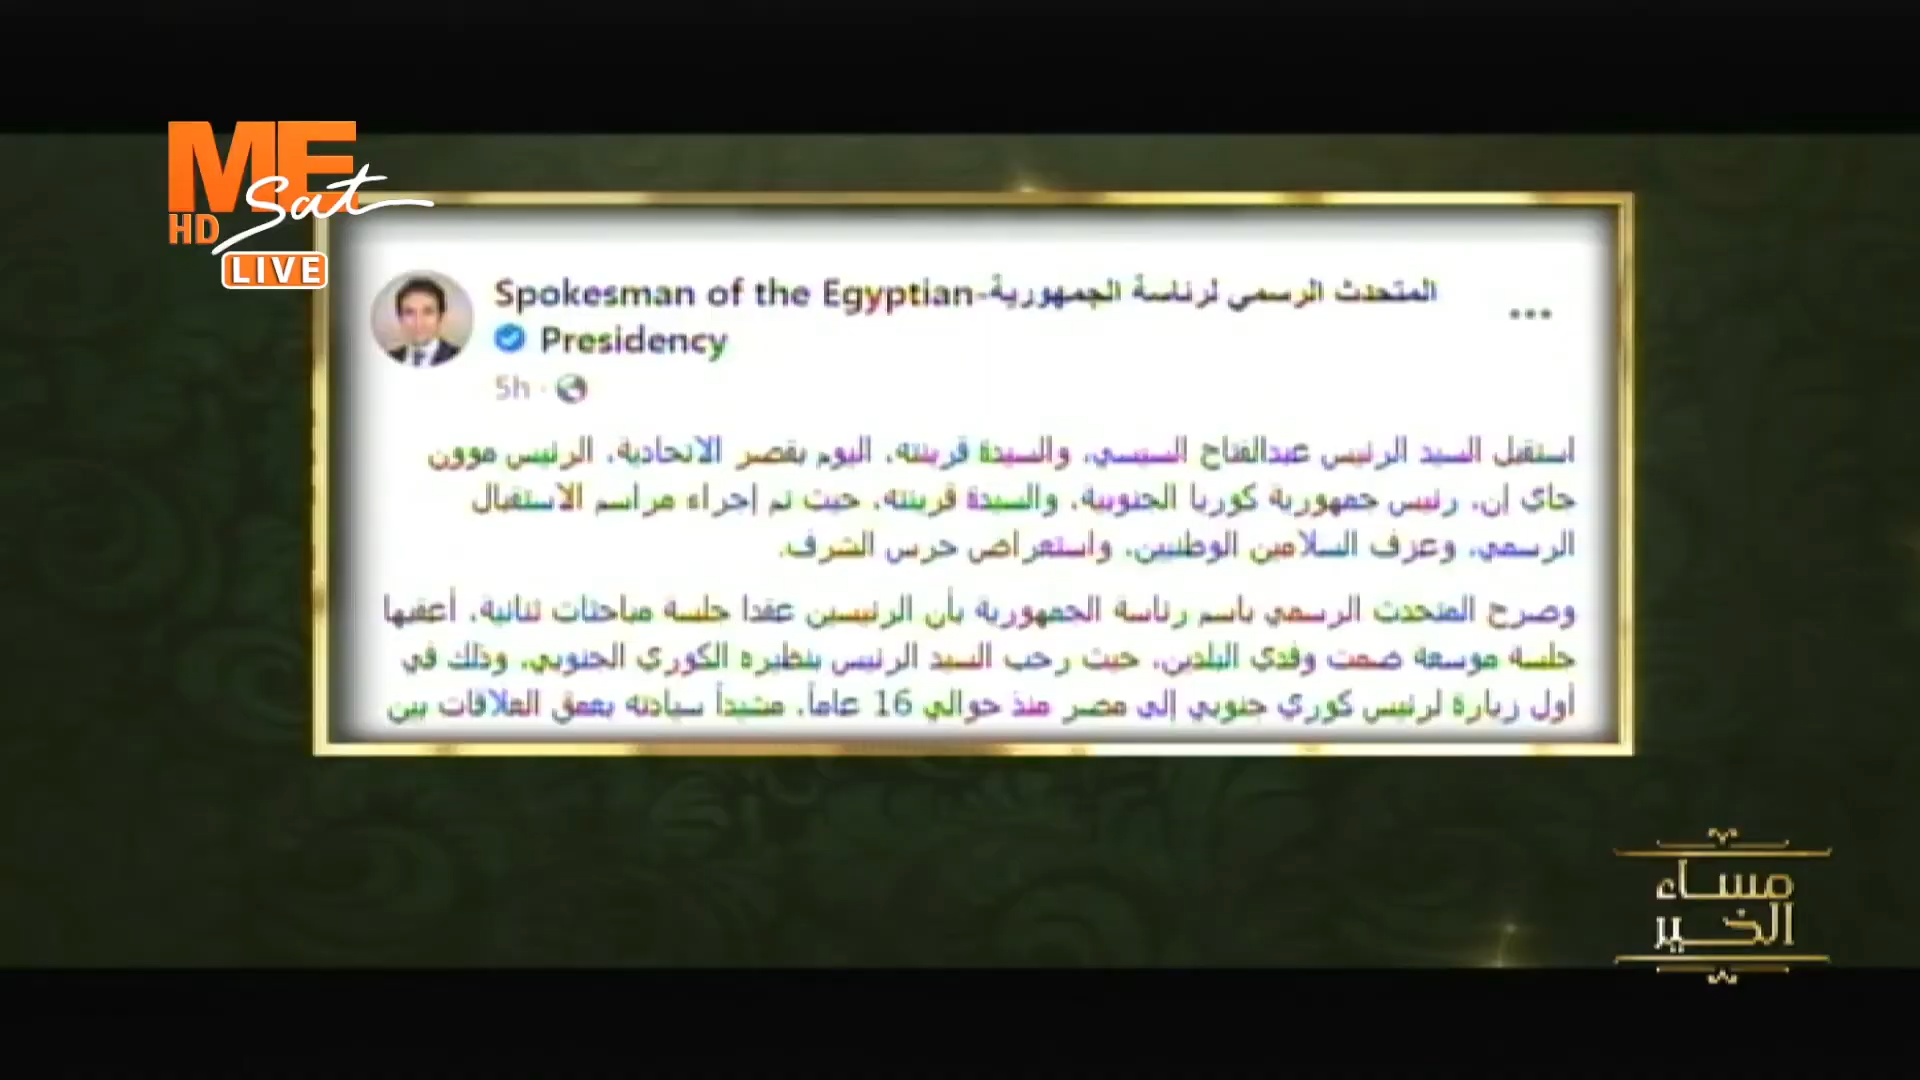 ME
Sat
HD
LIVE
المتحدث الرسمي لرئاسة الجمهورية-Spokesman of the Egyptian
Presidency
5h ·
...
استقبل السيد الرئيس عبدالفتاح السيسي، والسيدة قرينته، اليوم بقصر الاتحادية، الرئيس موون
جاي إن، رئيس جمهورية كوريا الجنوبية، والسيدة قرينته، حيث تم إجراء مراسم الاستقبال
الرسمي، وعزف السلامين الوطنيين، واستعراض حرس الشرف.
وصرح المتحدث الرسمي باسم رئاسة الجمهورية بأن الرئيسين عقدا جلسة مباحثات ثنائية، أعقبها
جلسة موسعة ضمت وفدي البلدين، حيث رحب السيد الرئيس بنظيره الكوري الجنوبي، وذلك في
أول زيارة لرئيس كوري جنوبي إلى مصر منذ حوالي 16 عاماً، مشيداً سيادته بعمق العلاقات بين
مساء
الخير